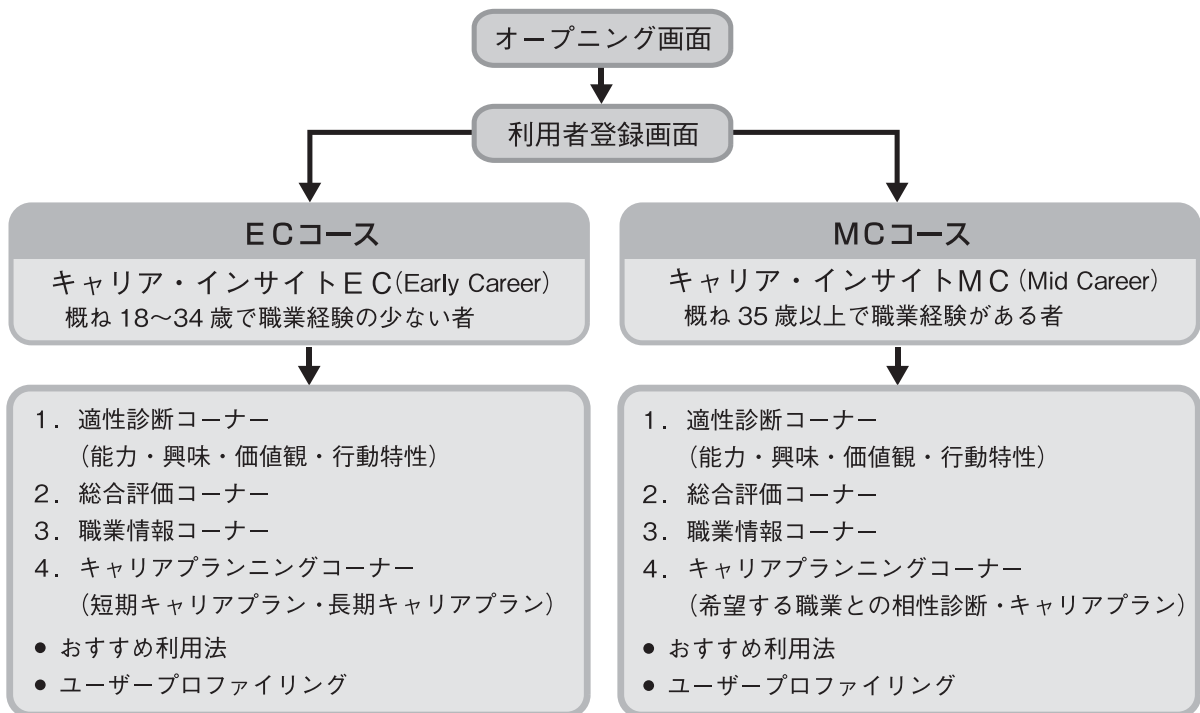 オープニング画面
利用者登録画面
ECコース
キャリア・インサイトEC(Early Career)
概ね18〜34歳で職業経験の少ない者
1. 適性診断コーナー
(能力・興味・価値観・行動特性)
2. 総合評価コーナー
3. 職業情報コーナー
4. キャリアプランニングコーナー
(短期キャリアプラン・長期キャリアプラン)
● おすすめ利用法
● ユーザープロファイリング
MCコース
キャリア・インサイトMC(Mid Career)
概ね35歳以上で職業経験がある者
1. 適性診断コーナー
(能力・興味・価値観・行動特性)
2. 総合評価コーナー
3. 職業情報コーナー
4. キャリアプランニングコーナー
(希望する職業との相性診断・キャリアプラン)
● おすすめ利用法
● ユーザープロファイリング